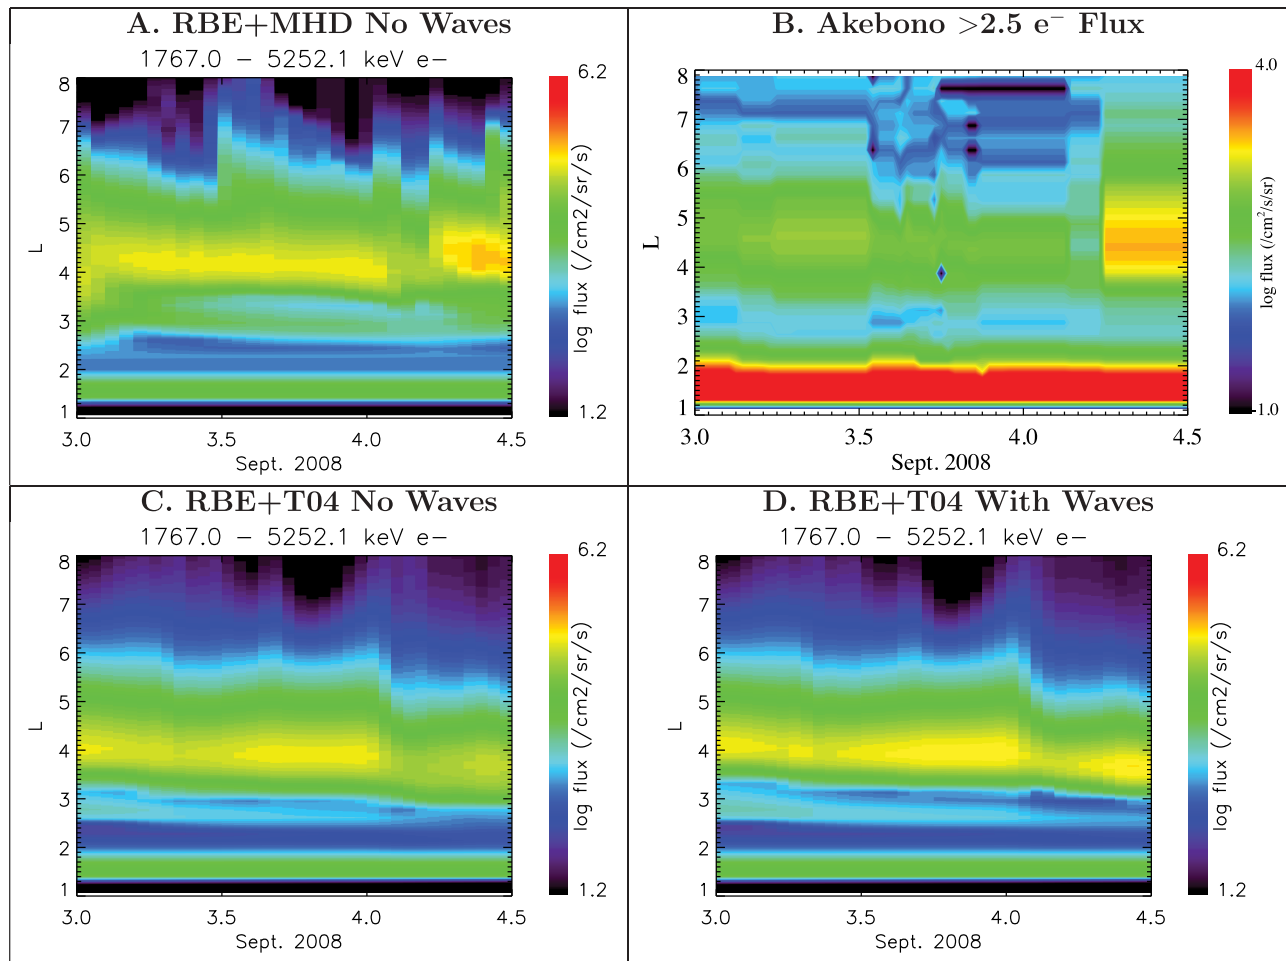 A. RBE+MHD No Waves
1767.0 – 5252.1 keV e–
8
7
6
5
4
3
2
1
L
3.0
3.5
4.0
4.5
Sept. 2008
6.2
log flux (/cm2/sr/s)
1.2
B. Akebono >2.5 e⁻ Flux
8
7
6
5
4
3
2
1
L
3.0
3.5
4.0
4.5
Sept. 2008
4.0
log flux (/cm²/s/sr)
-1.0
C. RBE+T04 No Waves
1767.0 – 5252.1 keV e–
8
7
6
5
4
3
2
1
L
3.0
3.5
4.0
4.5
Sept. 2008
6.2
log flux (/cm2/sr/s)
1.2
D. RBE+T04 With Waves
1767.0 – 5252.1 keV e–
8
7
6
5
4
3
2
1
L
3.0
3.5
4.0
4.5
Sept. 2008
6.2
log flux (/cm2/sr/s)
1.2